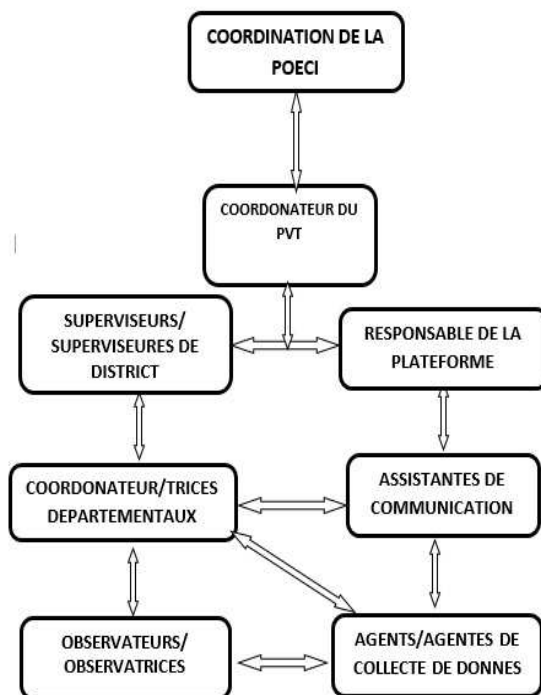 COORDINATION DE LA
POECI
COORDONATEUR DU
PVT
SUPERVISEURS/
SUPERVISEURES DE
DISTRICT
RESPONSABLE DE LA
PLATEFORME
COORDONATEUR/TRICES
DEPARTEMENTAUX
ASSISTANTES DE
COMMUNICATION
OBSERVATEURS/
OBSERVATRICES
AGENTS/AGENTES DE
COLLECTE DE DONNES